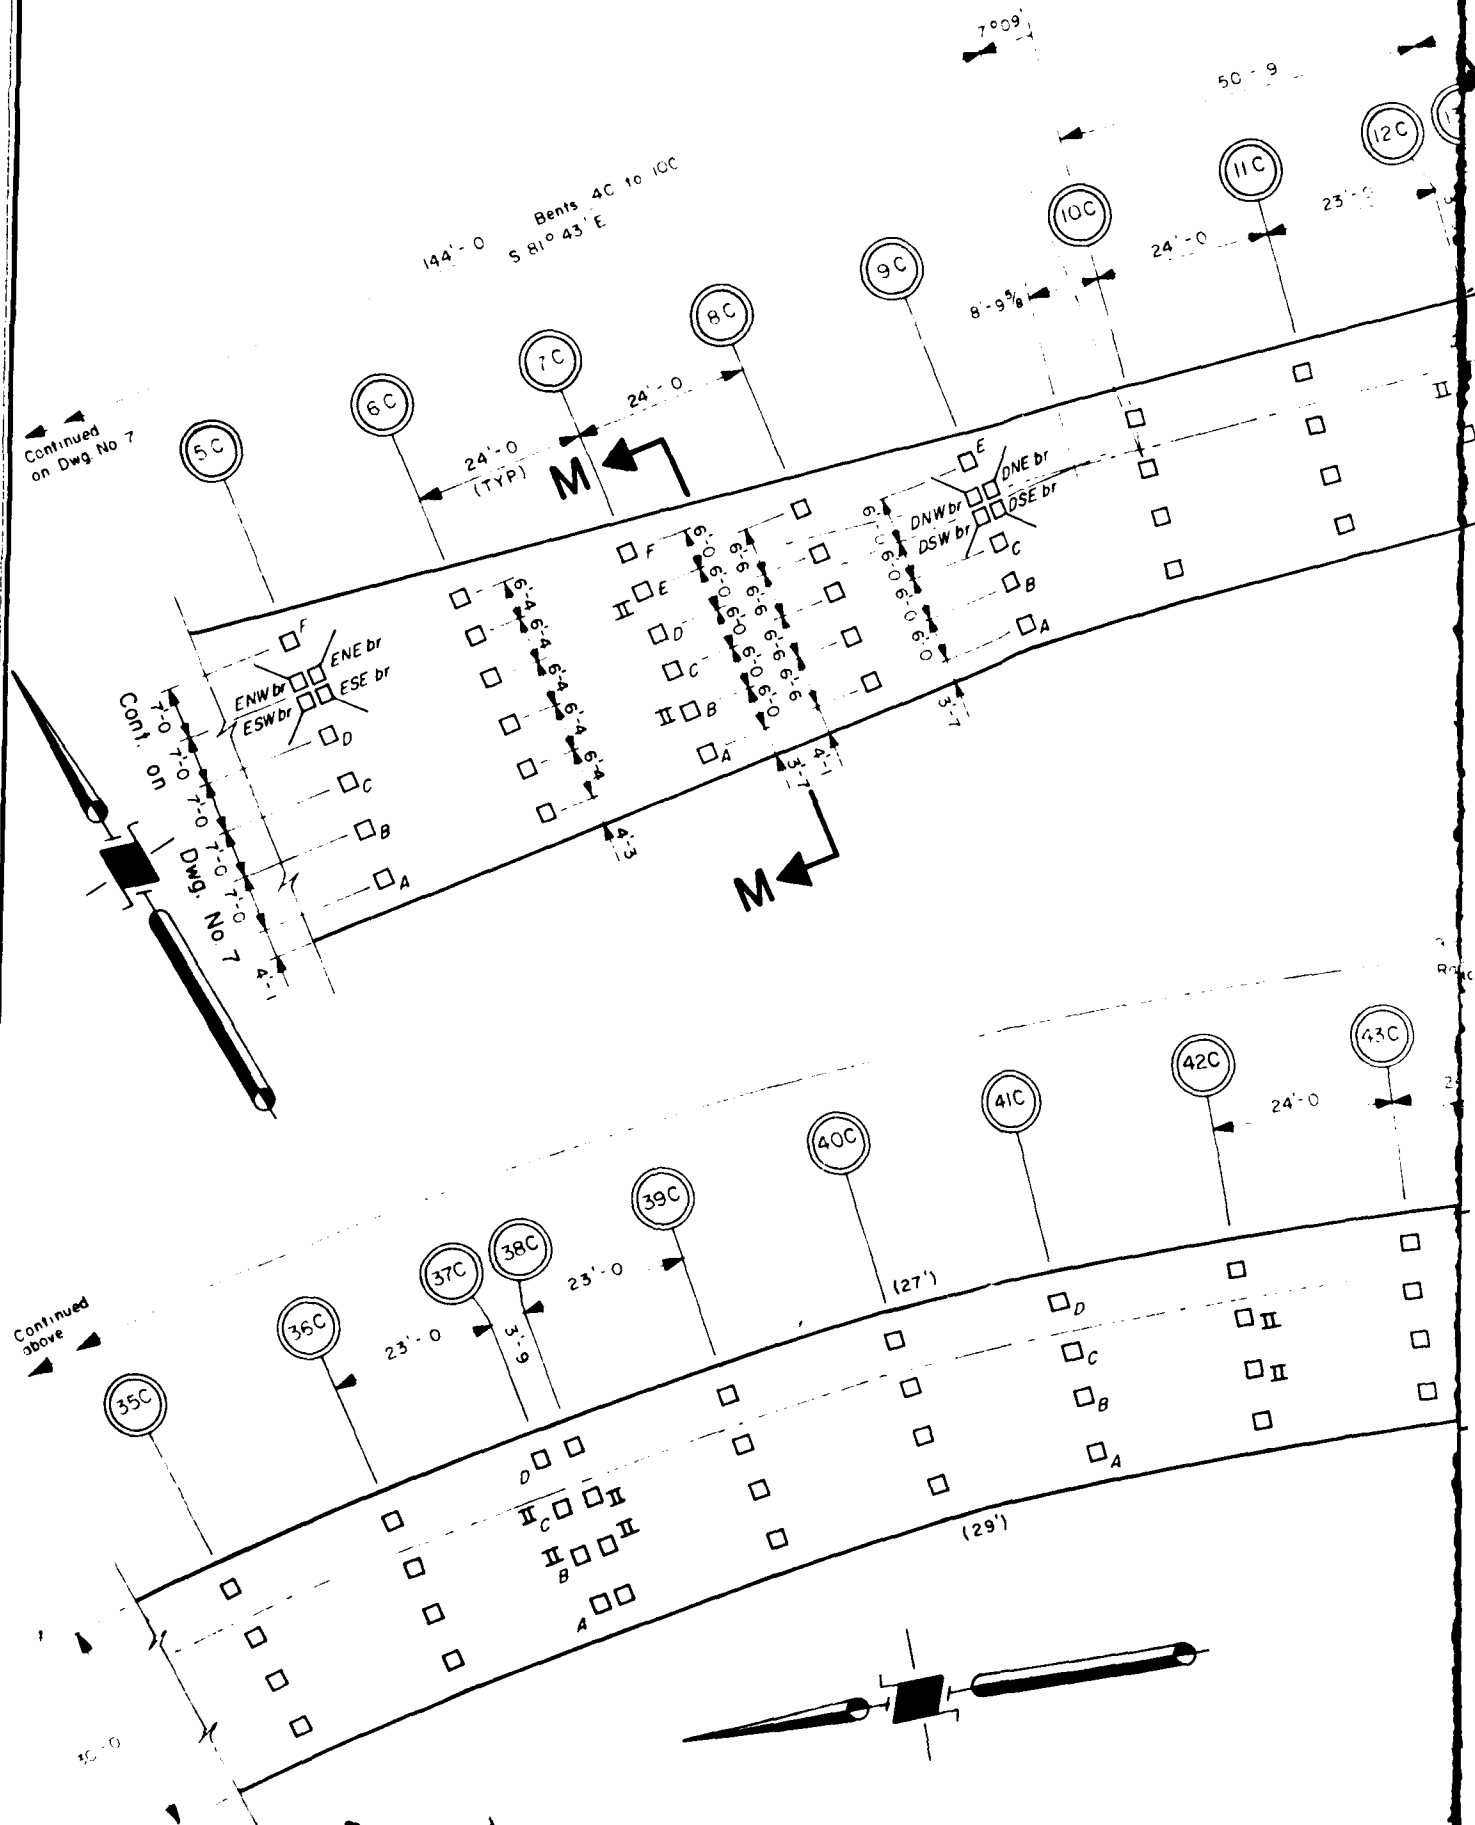 7°09'
50-9
Bents 4C to 10C
144'-0 S 81° 43' E
5C
6C
7C
8C
9C
10C
11C
12C
Continued
on Dwg. No 7
24'-0
(TYP)
24'-0
8'-9 5/8
24'-0
M
M
F
ENW br
ENE br
ESW br
ESE br
D
C
B
A
7'-0
7'-0
7'-0
7'-0
7'-0
4'-1
Cont. on Dwg. No 7
6'-4
6'-4
6'-4
6'-4
6'-4
4'-3
F
II E
D
C
II B
A
6'-0
6'-0
6'-0
6'-0
6'-0
3'-7
6'-6
6'-6
6'-6
6'-6
4'-1
E
DNW br
DNE br
DSW br
DSE br
C
B
A
6'-0
6'-0
6'-0
6'-0
3'-7
II
35C
36C
37C
38C
39C
40C
41C
42C
43C
Continued
above
23'-0
3'-9
23'-0
24'-0
(27')
(29')
D
II C
II
II
B
II
A
D
C
B
A
II
II